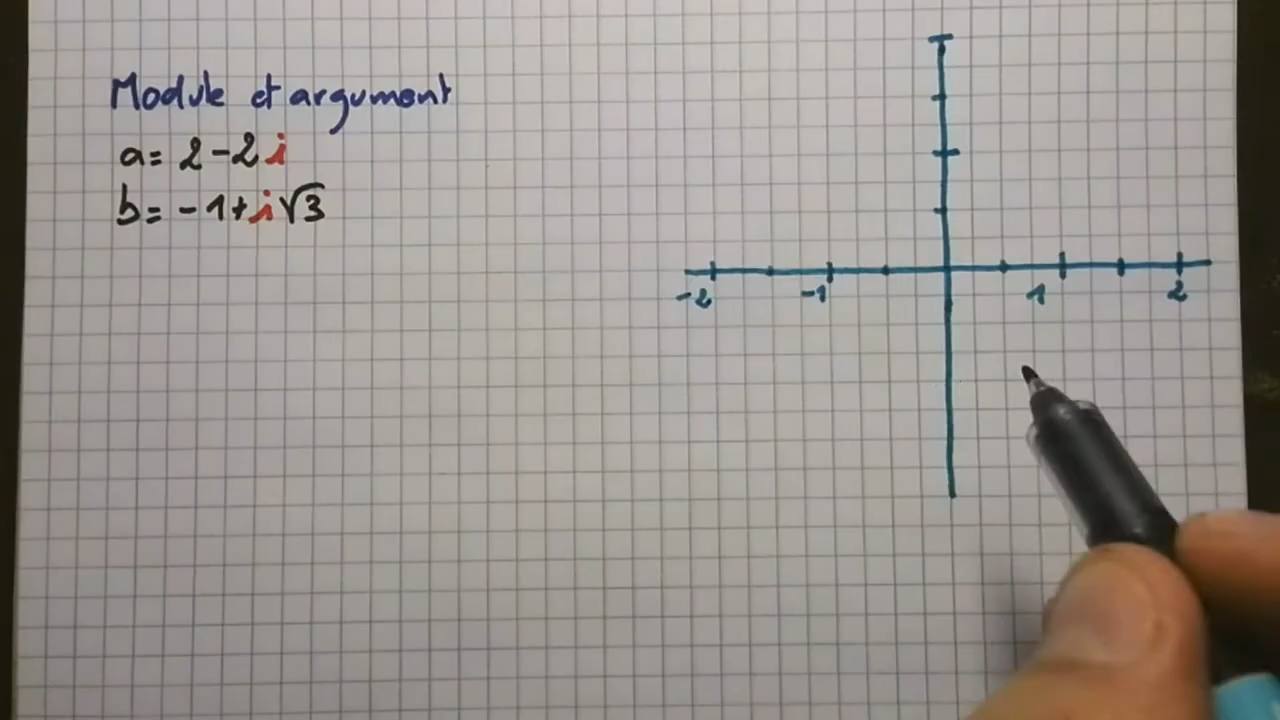 Module et argument
a = 2 - 2i
b = -1 + i√3
-2 -1 1 2